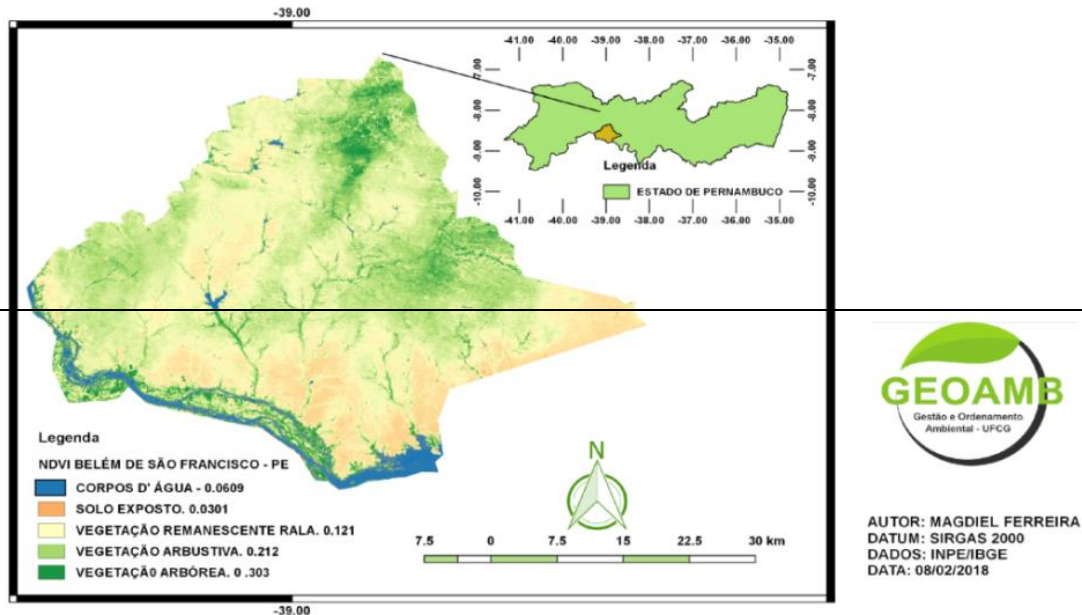 -39.00
-41.00 -40.00 -39.00 -38.00 -37.00 -36.00 -35.00
-7.00
-8.00
-9.00
-10.00
-7.00
-8.00
-9.00
-10.00
Legenda
ESTADO DE PERNAMBUCO
-41.00 -40.00 -39.00 -38.00 -37.00 -36.00 -35.00
Legenda
NDVI BELÉM DE SÃO FRANCISCO - PE
CORPOS D' ÁGUA - 0.0609
SOLO EXPOSTO. 0.0301
VEGETAÇÃO REMANESCENTE RALA. 0.121
VEGETAÇÃO ARBUSTIVA. 0.212
VEGETAÇÃO ARBÓREA. 0 .303
N
7.5 0 7.5 15 22.5 30 km
-39.00
GEOAMB
Gestão e Ordenamento
Ambiental - UFCG
AUTOR: MAGDIEL FERREIRA
DATUM: SIRGAS 2000
DADOS: INPE/IBGE
DATA: 08/02/2018